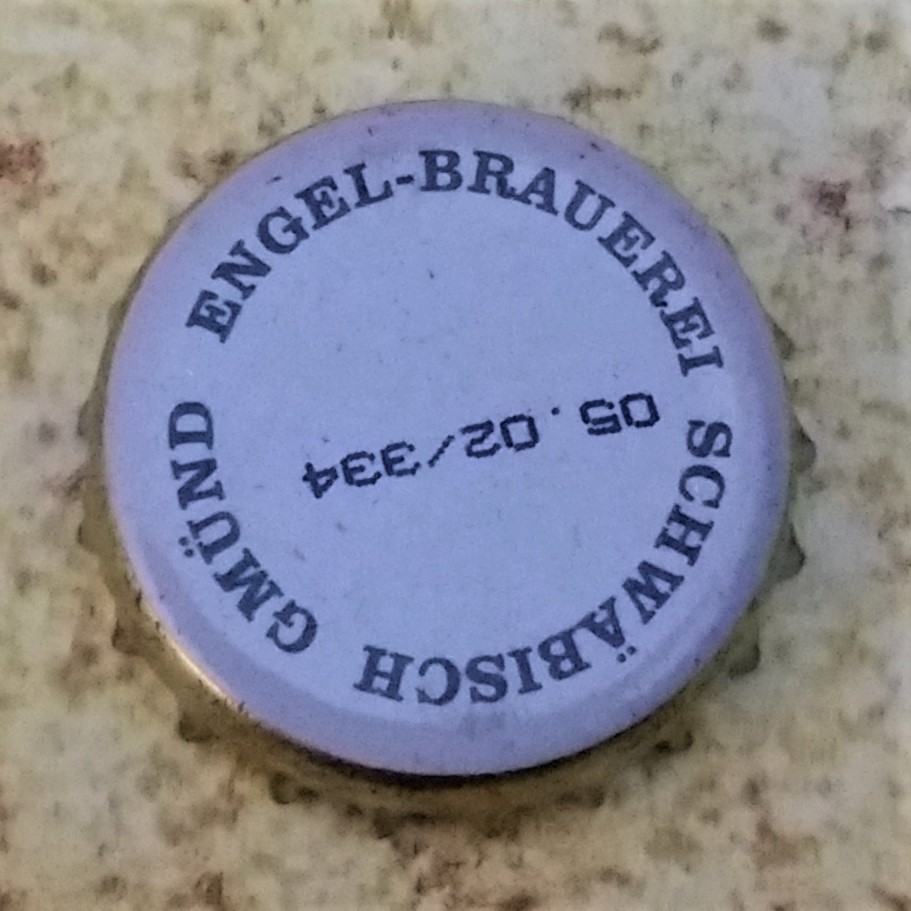 ENGEL-BRAUEREI SCHWÄBISCH GMÜND
05.02/334